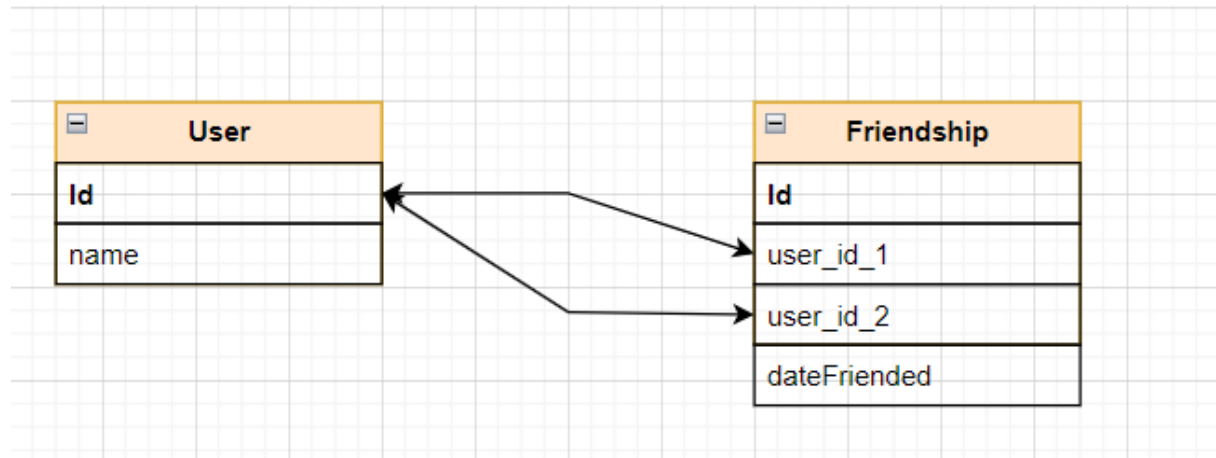 User
Id
name
Friendship
Id
user_id_1
user_id_2
dateFriended